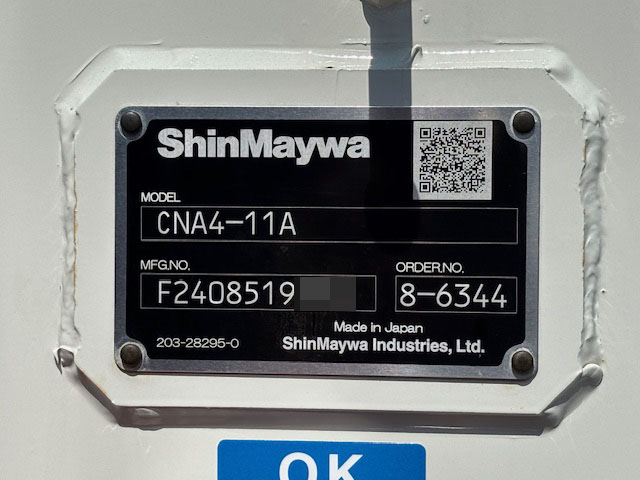 ShinMaywa
MODEL
CNA4-11A
MFG.NO. ORDER.NO.
F2408519 8-6344
Made in Japan
203-28295-0 ShinMaywa Industries, Ltd.
OK